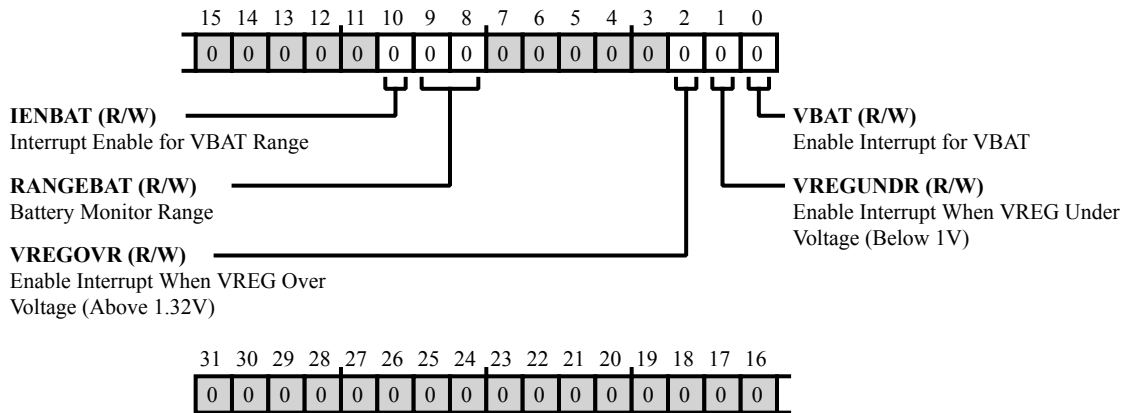 15 14 13 12 11 10 9 8 7 6 5 4 3 2 1 0
0 0 0 0 0 0 0 0 0 0 0 0 0 0 0 0
IENBAT (R/W)
Interrupt Enable for VBAT Range
RANGEBAT (R/W)
Battery Monitor Range
VREGOVR (R/W)
Enable Interrupt When VREG Over
Voltage (Above 1.32V)
VBAT (R/W)
Enable Interrupt for VBAT
VREGUNDR (R/W)
Enable Interrupt When VREG Under
Voltage (Below 1V)
31 30 29 28 27 26 25 24 23 22 21 20 19 18 17 16
0 0 0 0 0 0 0 0 0 0 0 0 0 0 0 0